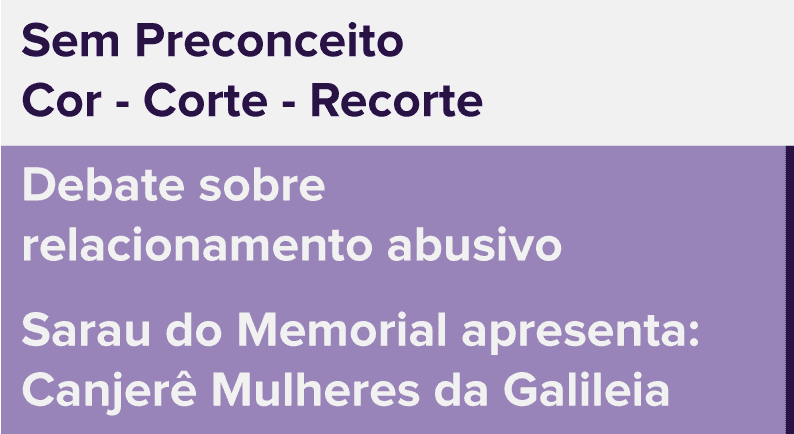 Sem Preconceito
Cor - Corte - Recorte
Debate sobre
relacionamento abusivo
Sarau do Memorial apresenta:
Canjerê Mulheres da Galileia